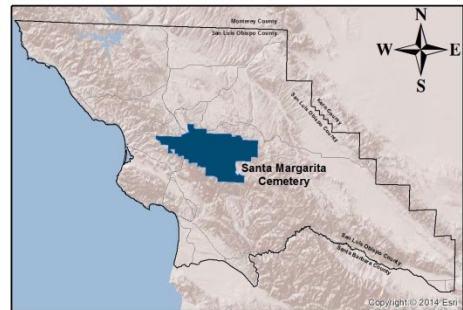 Monterey County
San Luis Obispo County
N
W E
S
Kern County
San Luis Obispo County
Santa Margarita
Cemetery
San Luis Obispo County
Santa Barbara County
Copyright © 2014 Esri